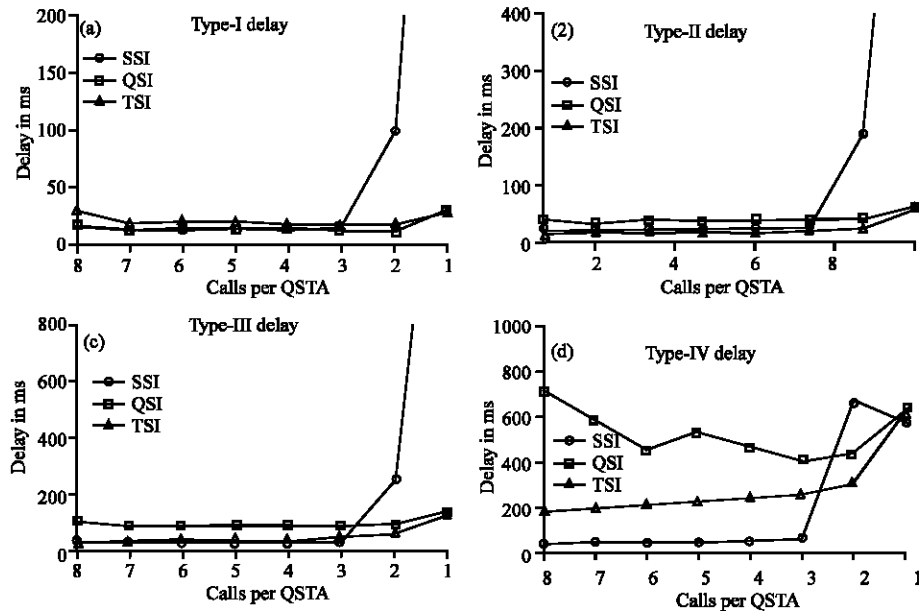 (a)
Type-I delay
SSI
QSI
TSI
Delay in ms
200
150
100
50
0
8 7 6 5 4 3 2 1
Calls per QSTA
(2)
Type-II delay
SSI
QSI
TSI
Delay in ms
400
300
200
100
0
2 4 6 8
Calls per QSTA
(c)
Type-III delay
SSI
QSI
TSI
Delay in ms
800
600
400
200
0
8 7 6 5 4 3 2 1
Calls per QSTA
(d)
Type-IV delay
SSI
QSI
TSI
Delay in ms
1000
800
600
400
200
0
8 7 6 5 4 3 2 1
Calls per QSTA